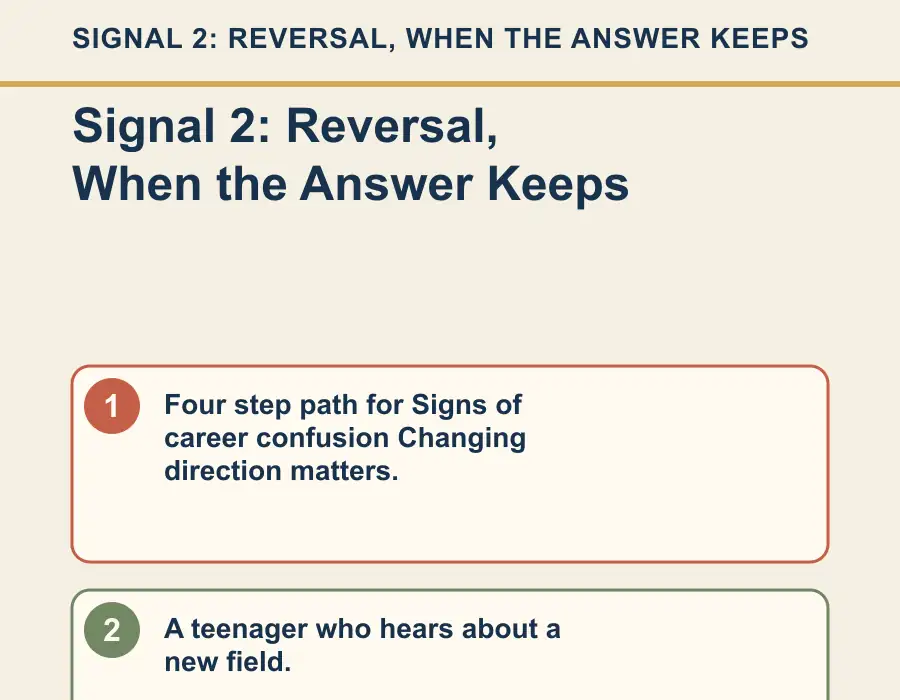 SIGNAL 2: REVERSAL, WHEN THE ANSWER KEEPS
Signal 2: Reversal,
When the Answer Keeps
1
Four step path for Signs of
career confusion Changing
direction matters.
2
A teenager who hears about a
new field.